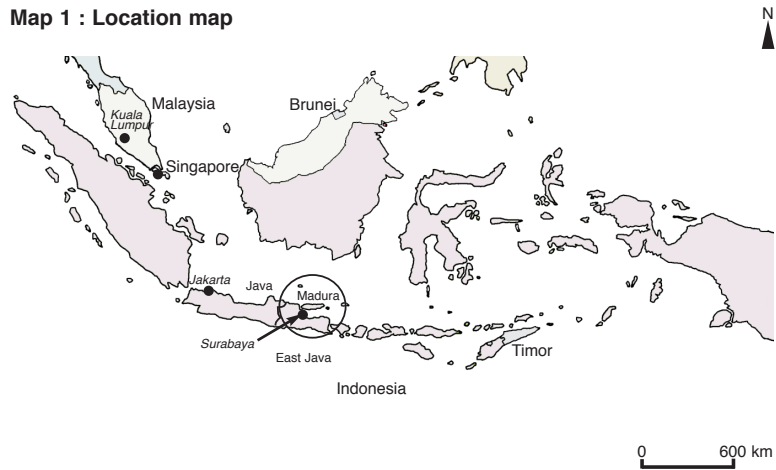 Map 1 : Location map
N
Malaysia
Kuala
Lumpur
Brunei
Singapore
Jakarta
Java
Madura
Surabaya
East Java
Timor
Indonesia
0 600 km